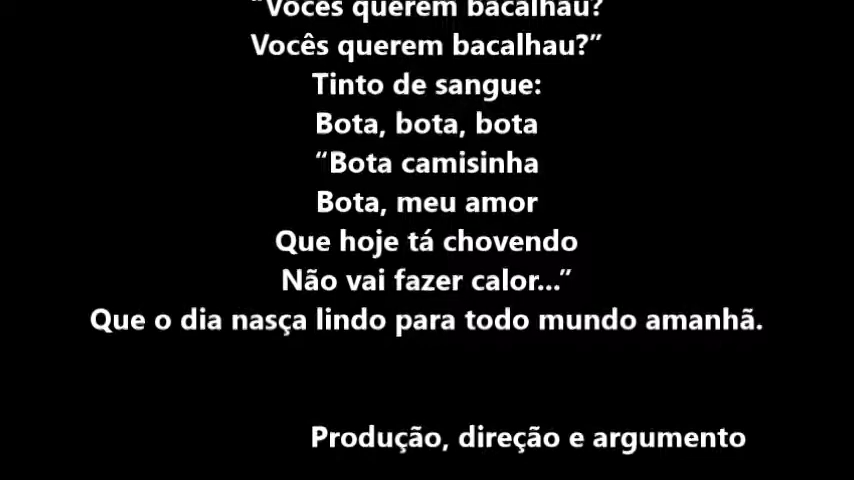 “Vocês querem bacalhau?
Vocês querem bacalhau?”
Tinto de sangue:
Bota, bota, bota
“Bota camisinha
Bota, meu amor
Que hoje tá chovendo
Não vai fazer calor...”
Que o dia nasça lindo para todo mundo amanhã.
Produção, direção e argumento